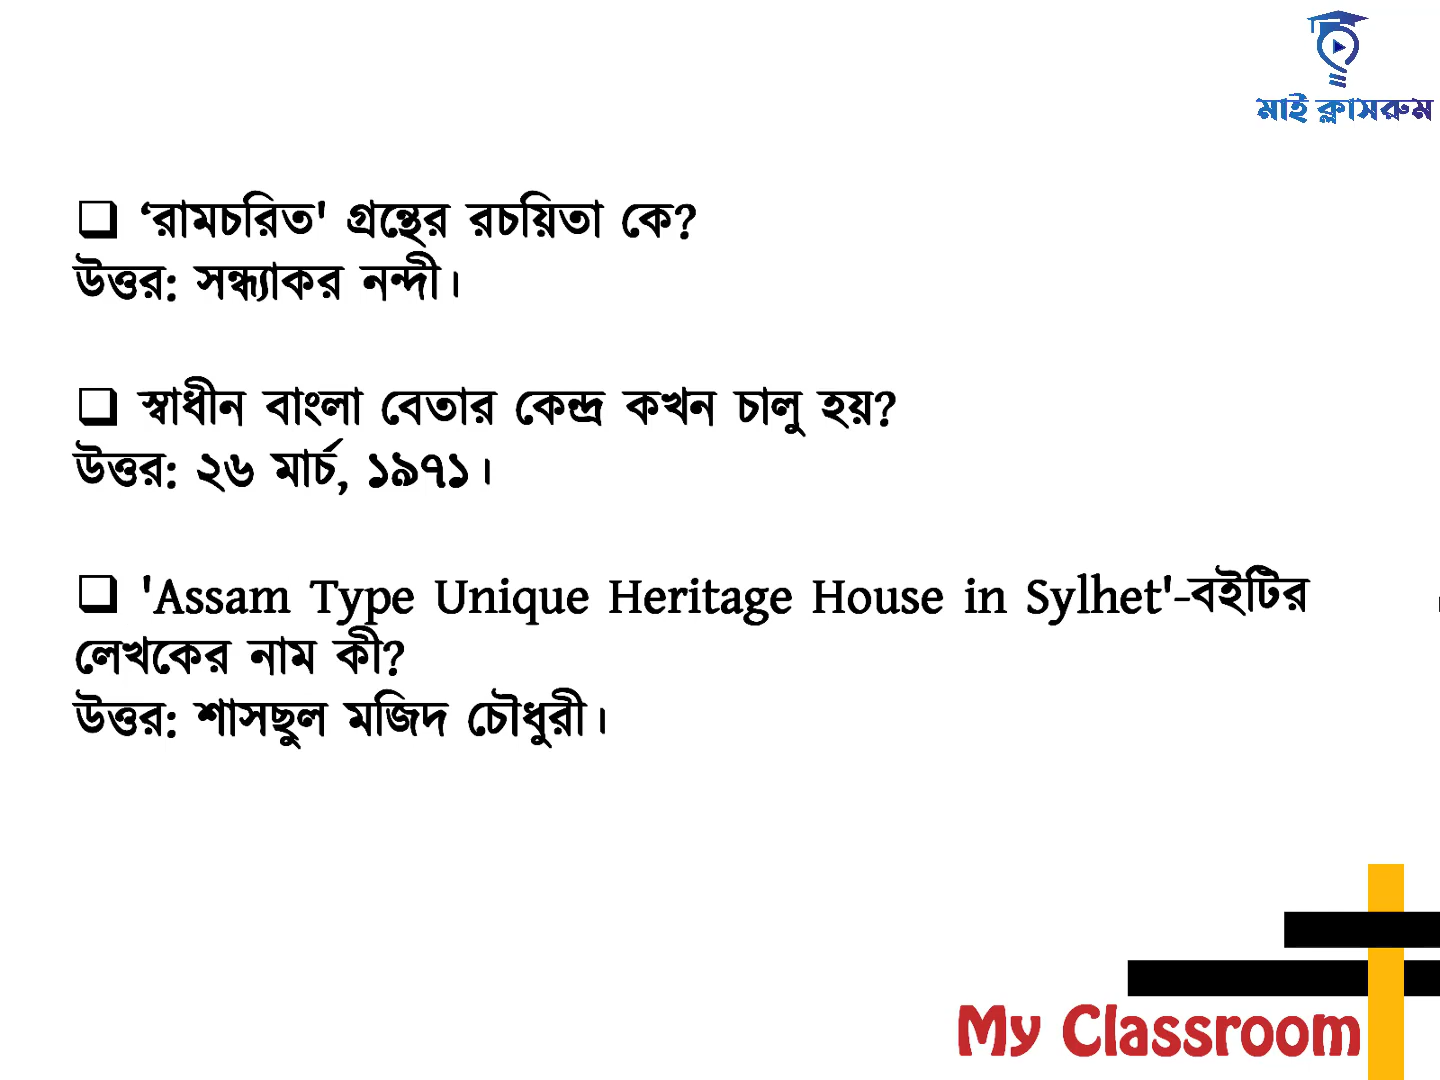 মাই ক্লাসরুম
❑ ‘রামচরিত' গ্রন্থের রচয়িতা কে?
উত্তর: সন্ধ্যাকর নন্দী।
❑ স্বাধীন বাংলা বেতার কেন্দ্র কখন চালু হয়?
উত্তর: ২৬ মার্চ, ১৯৭১।
❑ 'Assam Type Unique Heritage House in Sylhet'-বইটির
লেখকের নাম কী?
উত্তর: শাসছুল মজিদ চৌধুরী।
My Classroom